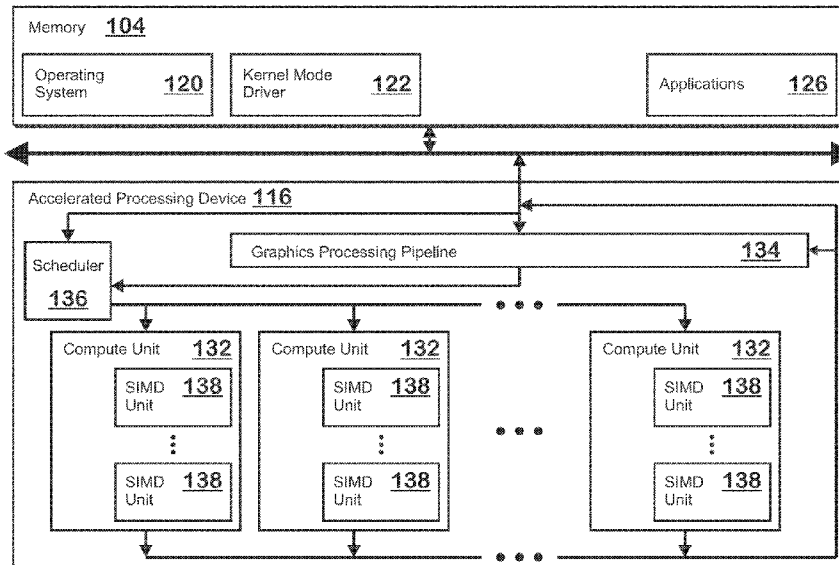 Memory 104
Operating System 120
Kernel Mode Driver 122
Applications 126
Accelerated Processing Device 116
Scheduler 136
Graphics Processing Pipeline 134
Compute Unit 132
SIMD Unit 138
SIMD Unit 138
Compute Unit 132
SIMD Unit 138
SIMD Unit 138
Compute Unit 132
SIMD Unit 138
SIMD Unit 138